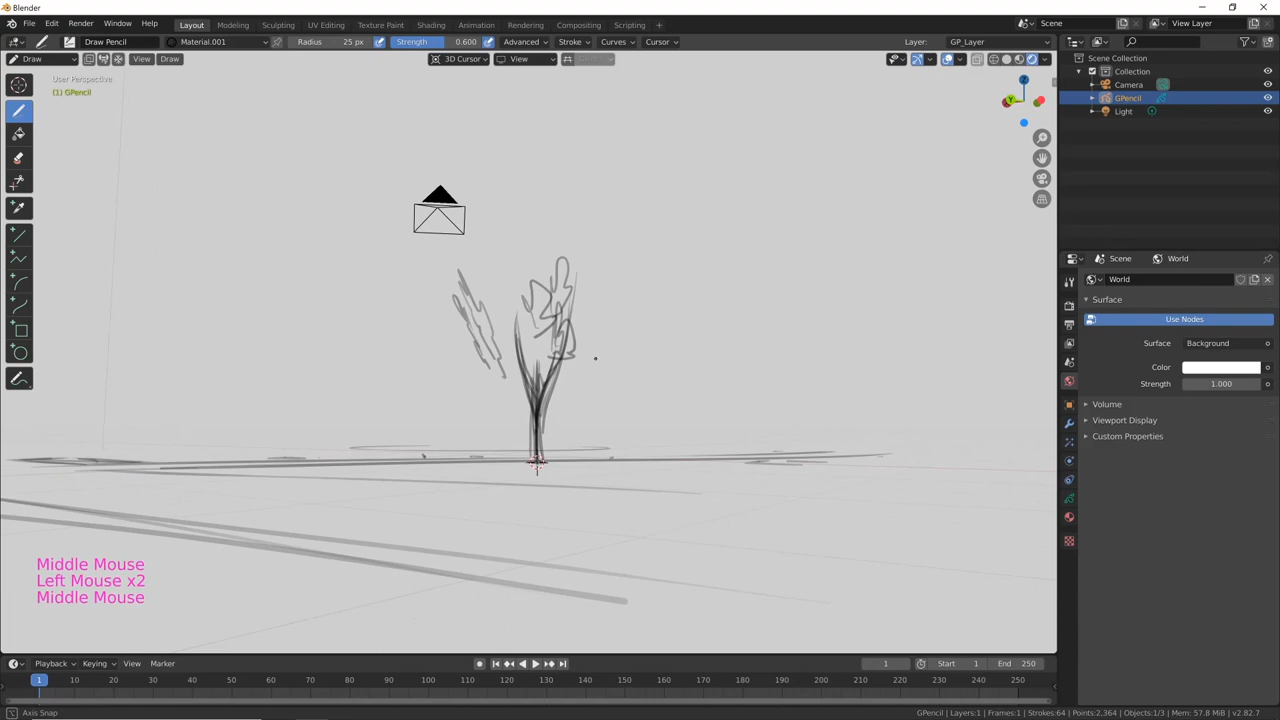 Blender
File Edit Render Window Help Layout Modeling Sculpting UV Editing Texture Paint Shading Animation Rendering Compositing Scripting + Scene View Layer
Draw Pencil Material.001 Radius 25 px Strength 0.600 Advanced Stroke Curves Cursor Layer: GP_Layer
Draw View Draw 3D Cursor View
User Perspective
(1) GPencil
Z
Y
Scene Collection
Collection
Camera
GPencil
Light
Scene World
World
Surface
Use Nodes
Surface Background
Color
Strength 1.000
Volume
Viewport Display
Custom Properties
Middle Mouse
Left Mouse x2
Middle Mouse
Playback Keying View Marker 1 Start 1 End 250
1 10 20 30 40 50 60 70 80 90 100 110 120 130 140 150 160 170 180 190 200 210 220 230 240 250
Axis Snap GPencil | Layers:1 | Frames:1 | Strokes:64 | Points:2,364 | Objects:1/3 | Mem: 57.8 MiB | v2.82.7